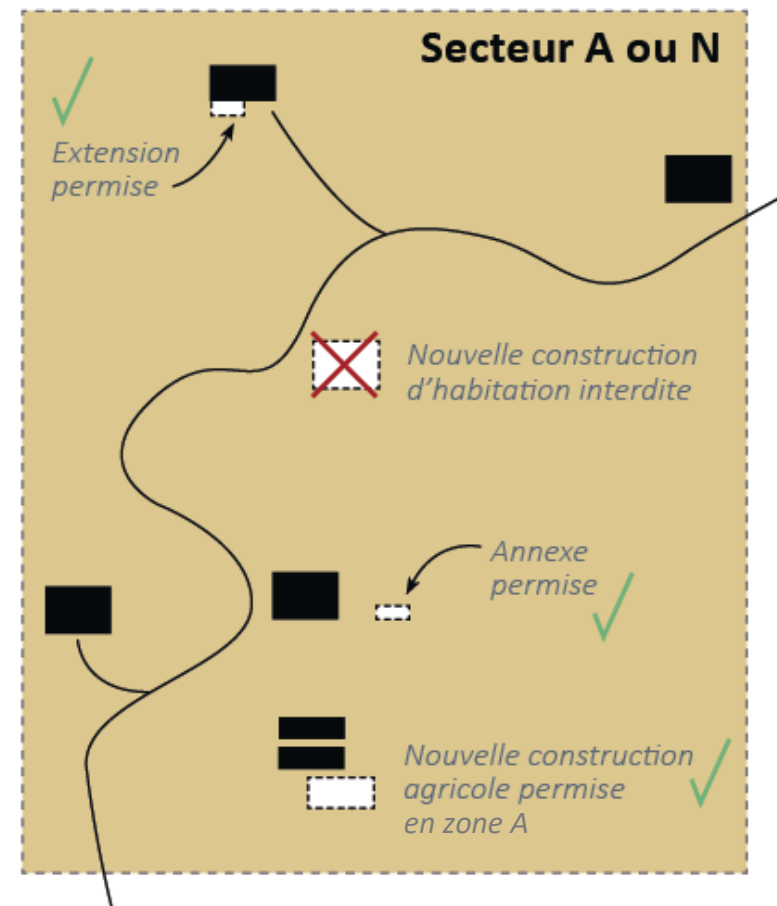 Secteur A ou N
Extension
permise
Nouvelle construction
d'habitation interdite
Annexe
permise
Nouvelle construction
agricole permise
en zone A